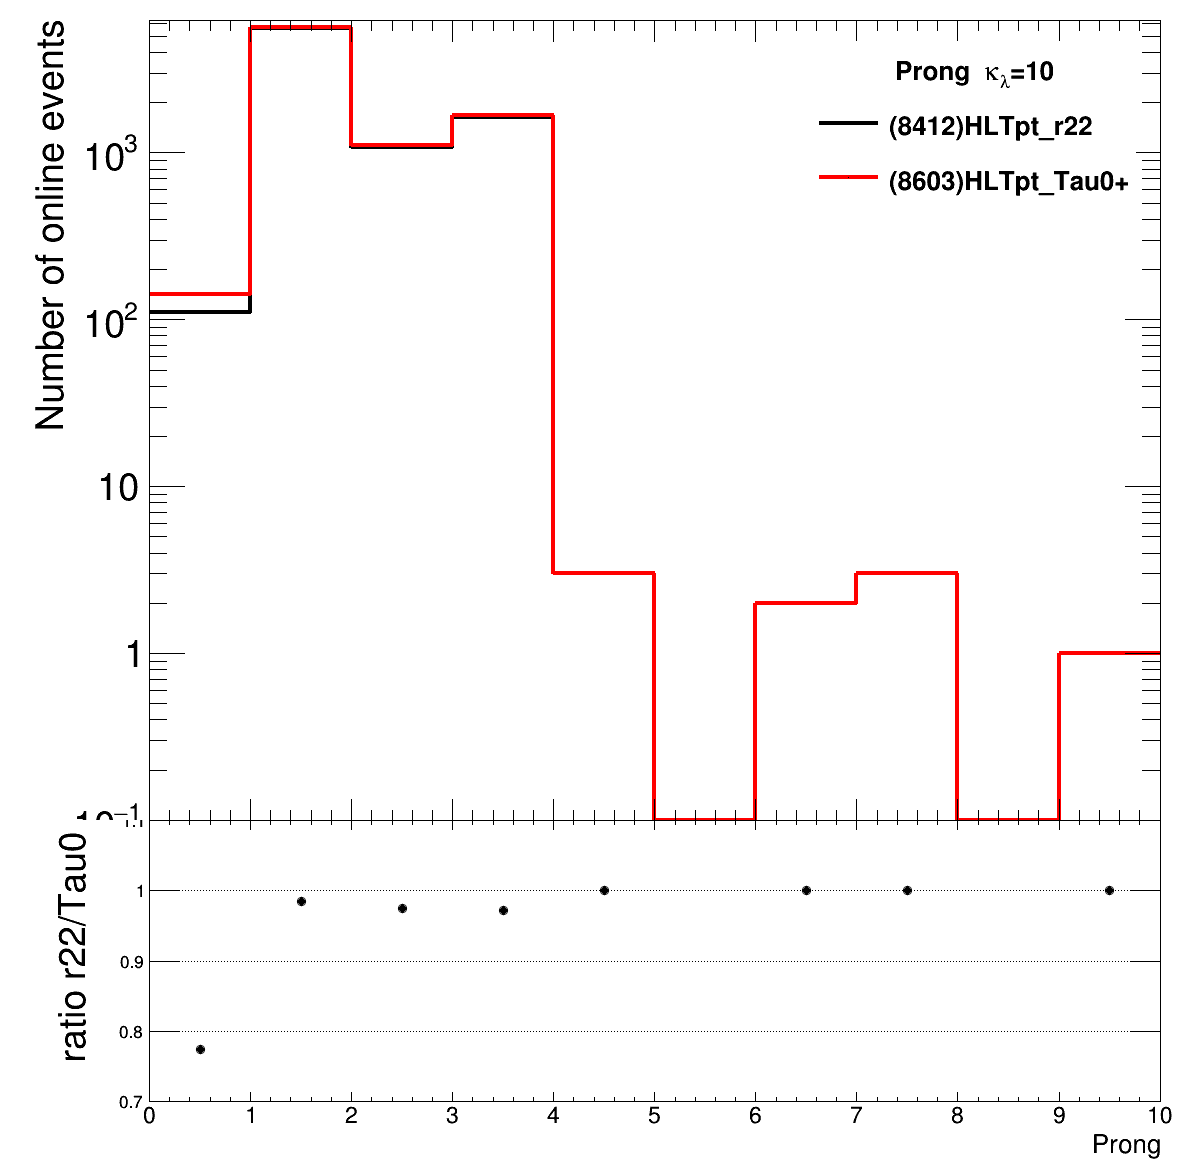 Number of online events
10³
10²
10
1
Prong κλ=10
(8412)HLTpt_r22
(8603)HLTpt_Tau0+
ratio r22/Tau0
1
0.9
0.8
0.7
0 1 2 3 4 5 6 7 8 9 10
Prong